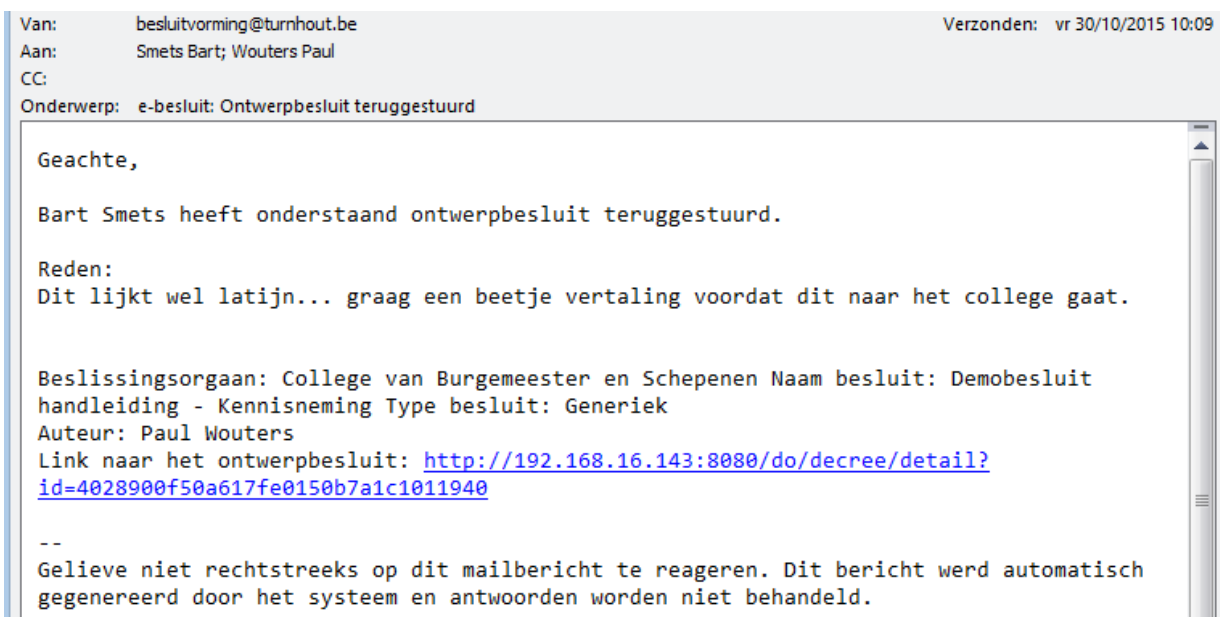 Van: besluitvorming@turnhout.be Verzonden: vr 30/10/2015 10:09
Aan: Smets Bart; Wouters Paul
CC:
Onderwerp: e-besluit: Ontwerpbesluit teruggestuurd
Geachte,
Bart Smets heeft onderstaand ontwerpbesluit teruggestuurd.
Reden:
Dit lijkt wel latijn... graag een beetje vertaling voordat dit naar het college gaat.
Beslissingsorgaan: College van Burgemeester en Schepenen Naam besluit: Demobesluit
handleiding - Kennisneming Type besluit: Generiek
Auteur: Paul Wouters
Link naar het ontwerpbesluit: http://192.168.16.143:8080/do/decree/detail?
id=4028900f50a617fe0150b7a1c1011940
--
Gelieve niet rechtstreeks op dit mailbericht te reageren. Dit bericht werd automatisch
gegenereerd door het systeem en antwoorden worden niet behandeld.